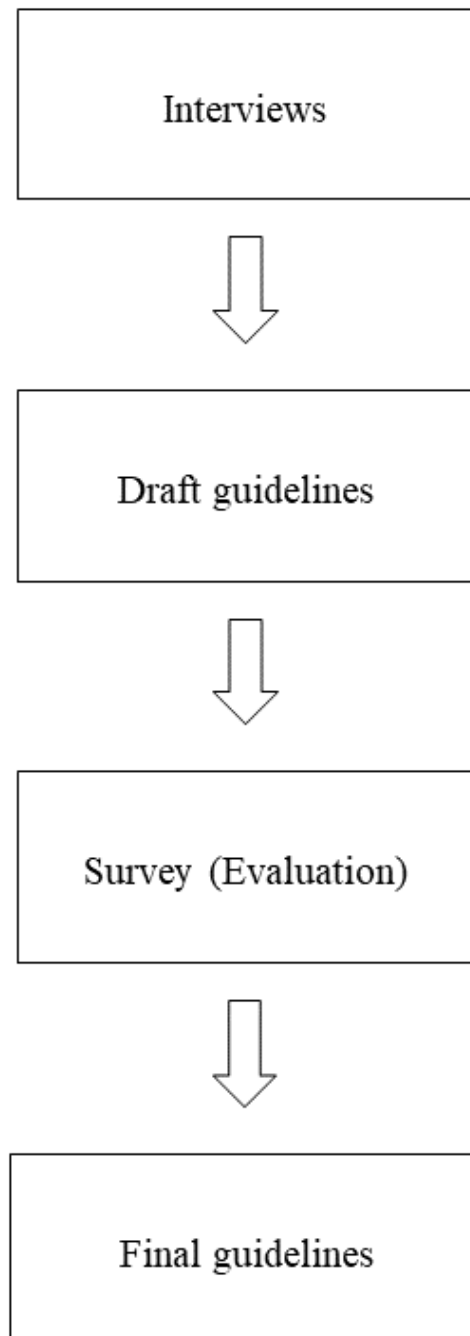 Interviews
Draft guidelines
Survey (Evaluation)
Final guidelines